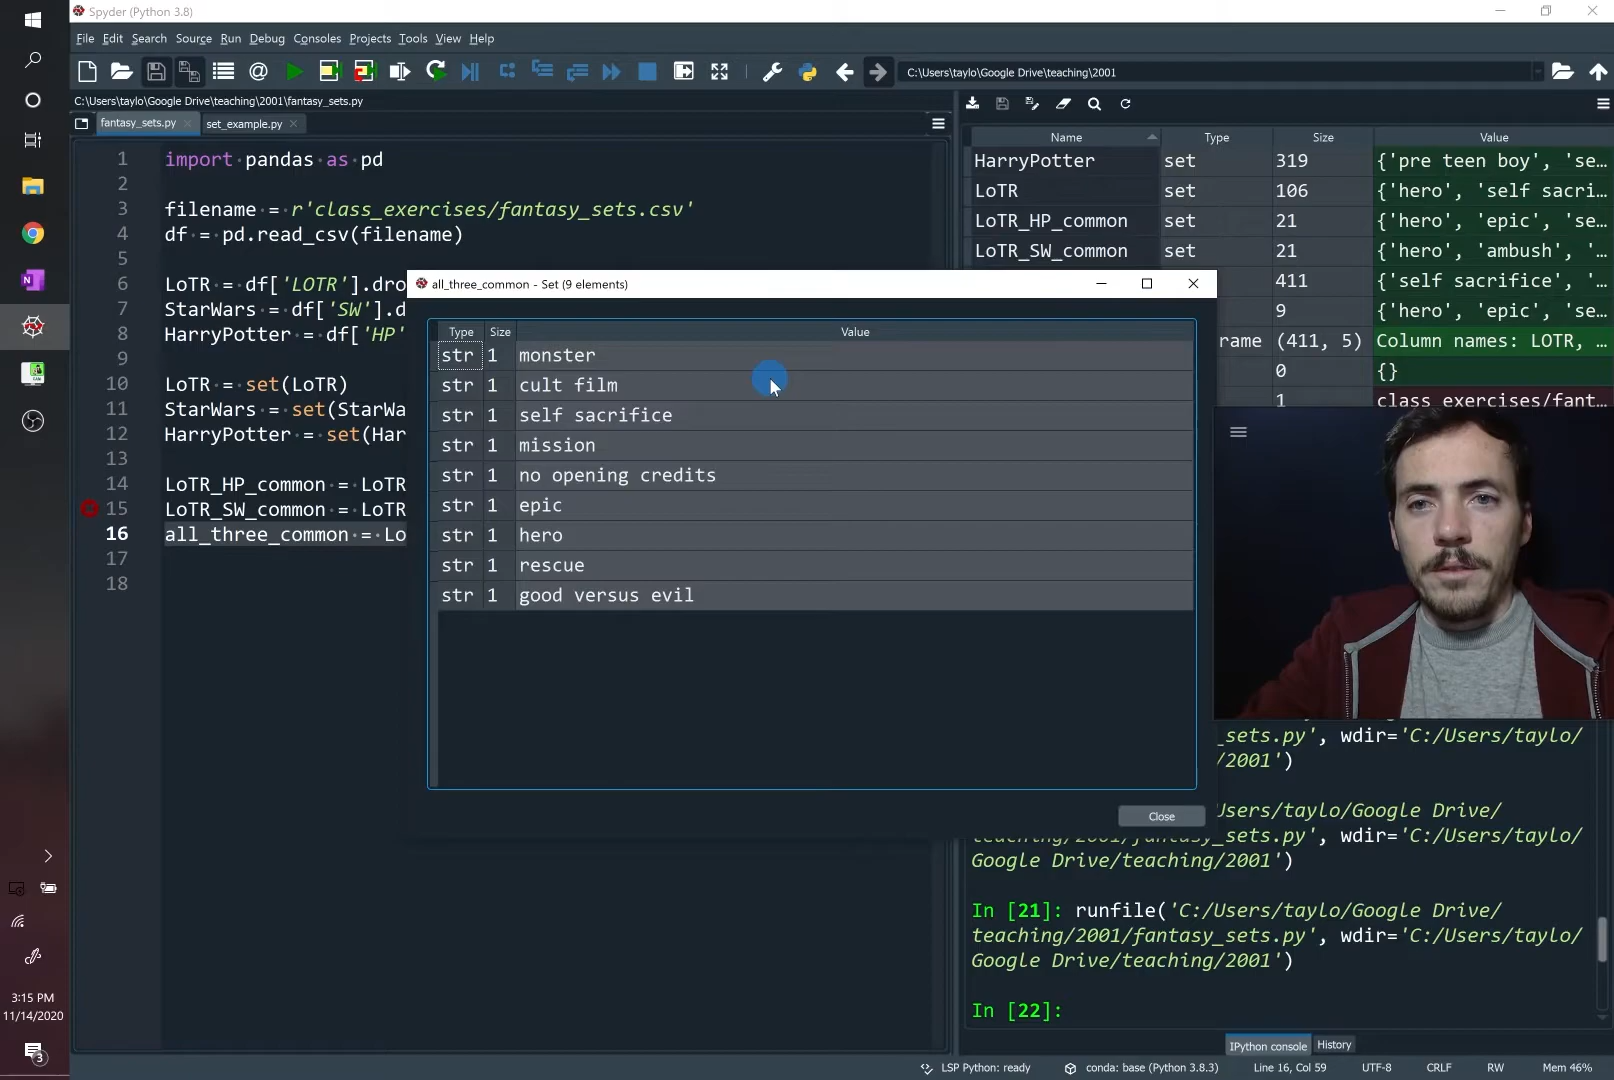 Spyder (Python 3.8)
File Edit Search Source Run Debug Consoles Projects Tools View Help
C:\Users\taylo\Google Drive\teaching\2001
C:\Users\taylo\Google Drive\teaching\2001\fantasy_sets.py
fantasy_sets.py
set_example.py
1 import pandas as pd
2
3 filename = r'class_exercises/fantasy_sets.csv'
4 df = pd.read_csv(filename)
5
6 LoTR = df['LOTR'].dro
7 StarWars = df['SW'].d
8 HarryPotter = df['HP'
9
10 LoTR = set(LoTR)
11 StarWars = set(StarWa
12 HarryPotter = set(Har
13
14 LoTR_HP_common = LoTR
15 LoTR_SW_common = LoTR
16 all_three_common = Lo
17
18
all_three_common - Set (9 elements)
Type Size Value
str 1 monster
str 1 cult film
str 1 self sacrifice
str 1 mission
str 1 no opening credits
str 1 epic
str 1 hero
str 1 rescue
str 1 good versus evil
Close
Name Type Size Value
HarryPotter set 319 {'pre teen boy', 'se…
LoTR set 106 {'hero', 'self sacri…
LoTR_HP_common set 21 {'hero', 'epic', 'se…
LoTR_SW_common set 21 {'hero', 'ambush', '…
411 {'self sacrifice', '…
9 {'hero', 'epic', 'se…
rame (411, 5) Column names: LOTR, …
0 {}
1 class_exercises/fant…
_sets.py', wdir='C:/Users/taylo/
/2001')
Users/taylo/Google Drive/
teaching/2001/fantasy_sets.py', wdir='C:/Users/taylo/
Google Drive/teaching/2001')
In [21]: runfile('C:/Users/taylo/Google Drive/
teaching/2001/fantasy_sets.py', wdir='C:/Users/taylo/
Google Drive/teaching/2001')
In [22]:
IPython console History
LSP Python: ready conda: base (Python 3.8.3) Line 16, Col 59 UTF-8 CRLF RW Mem 46%
3:15 PM
11/14/2020
3